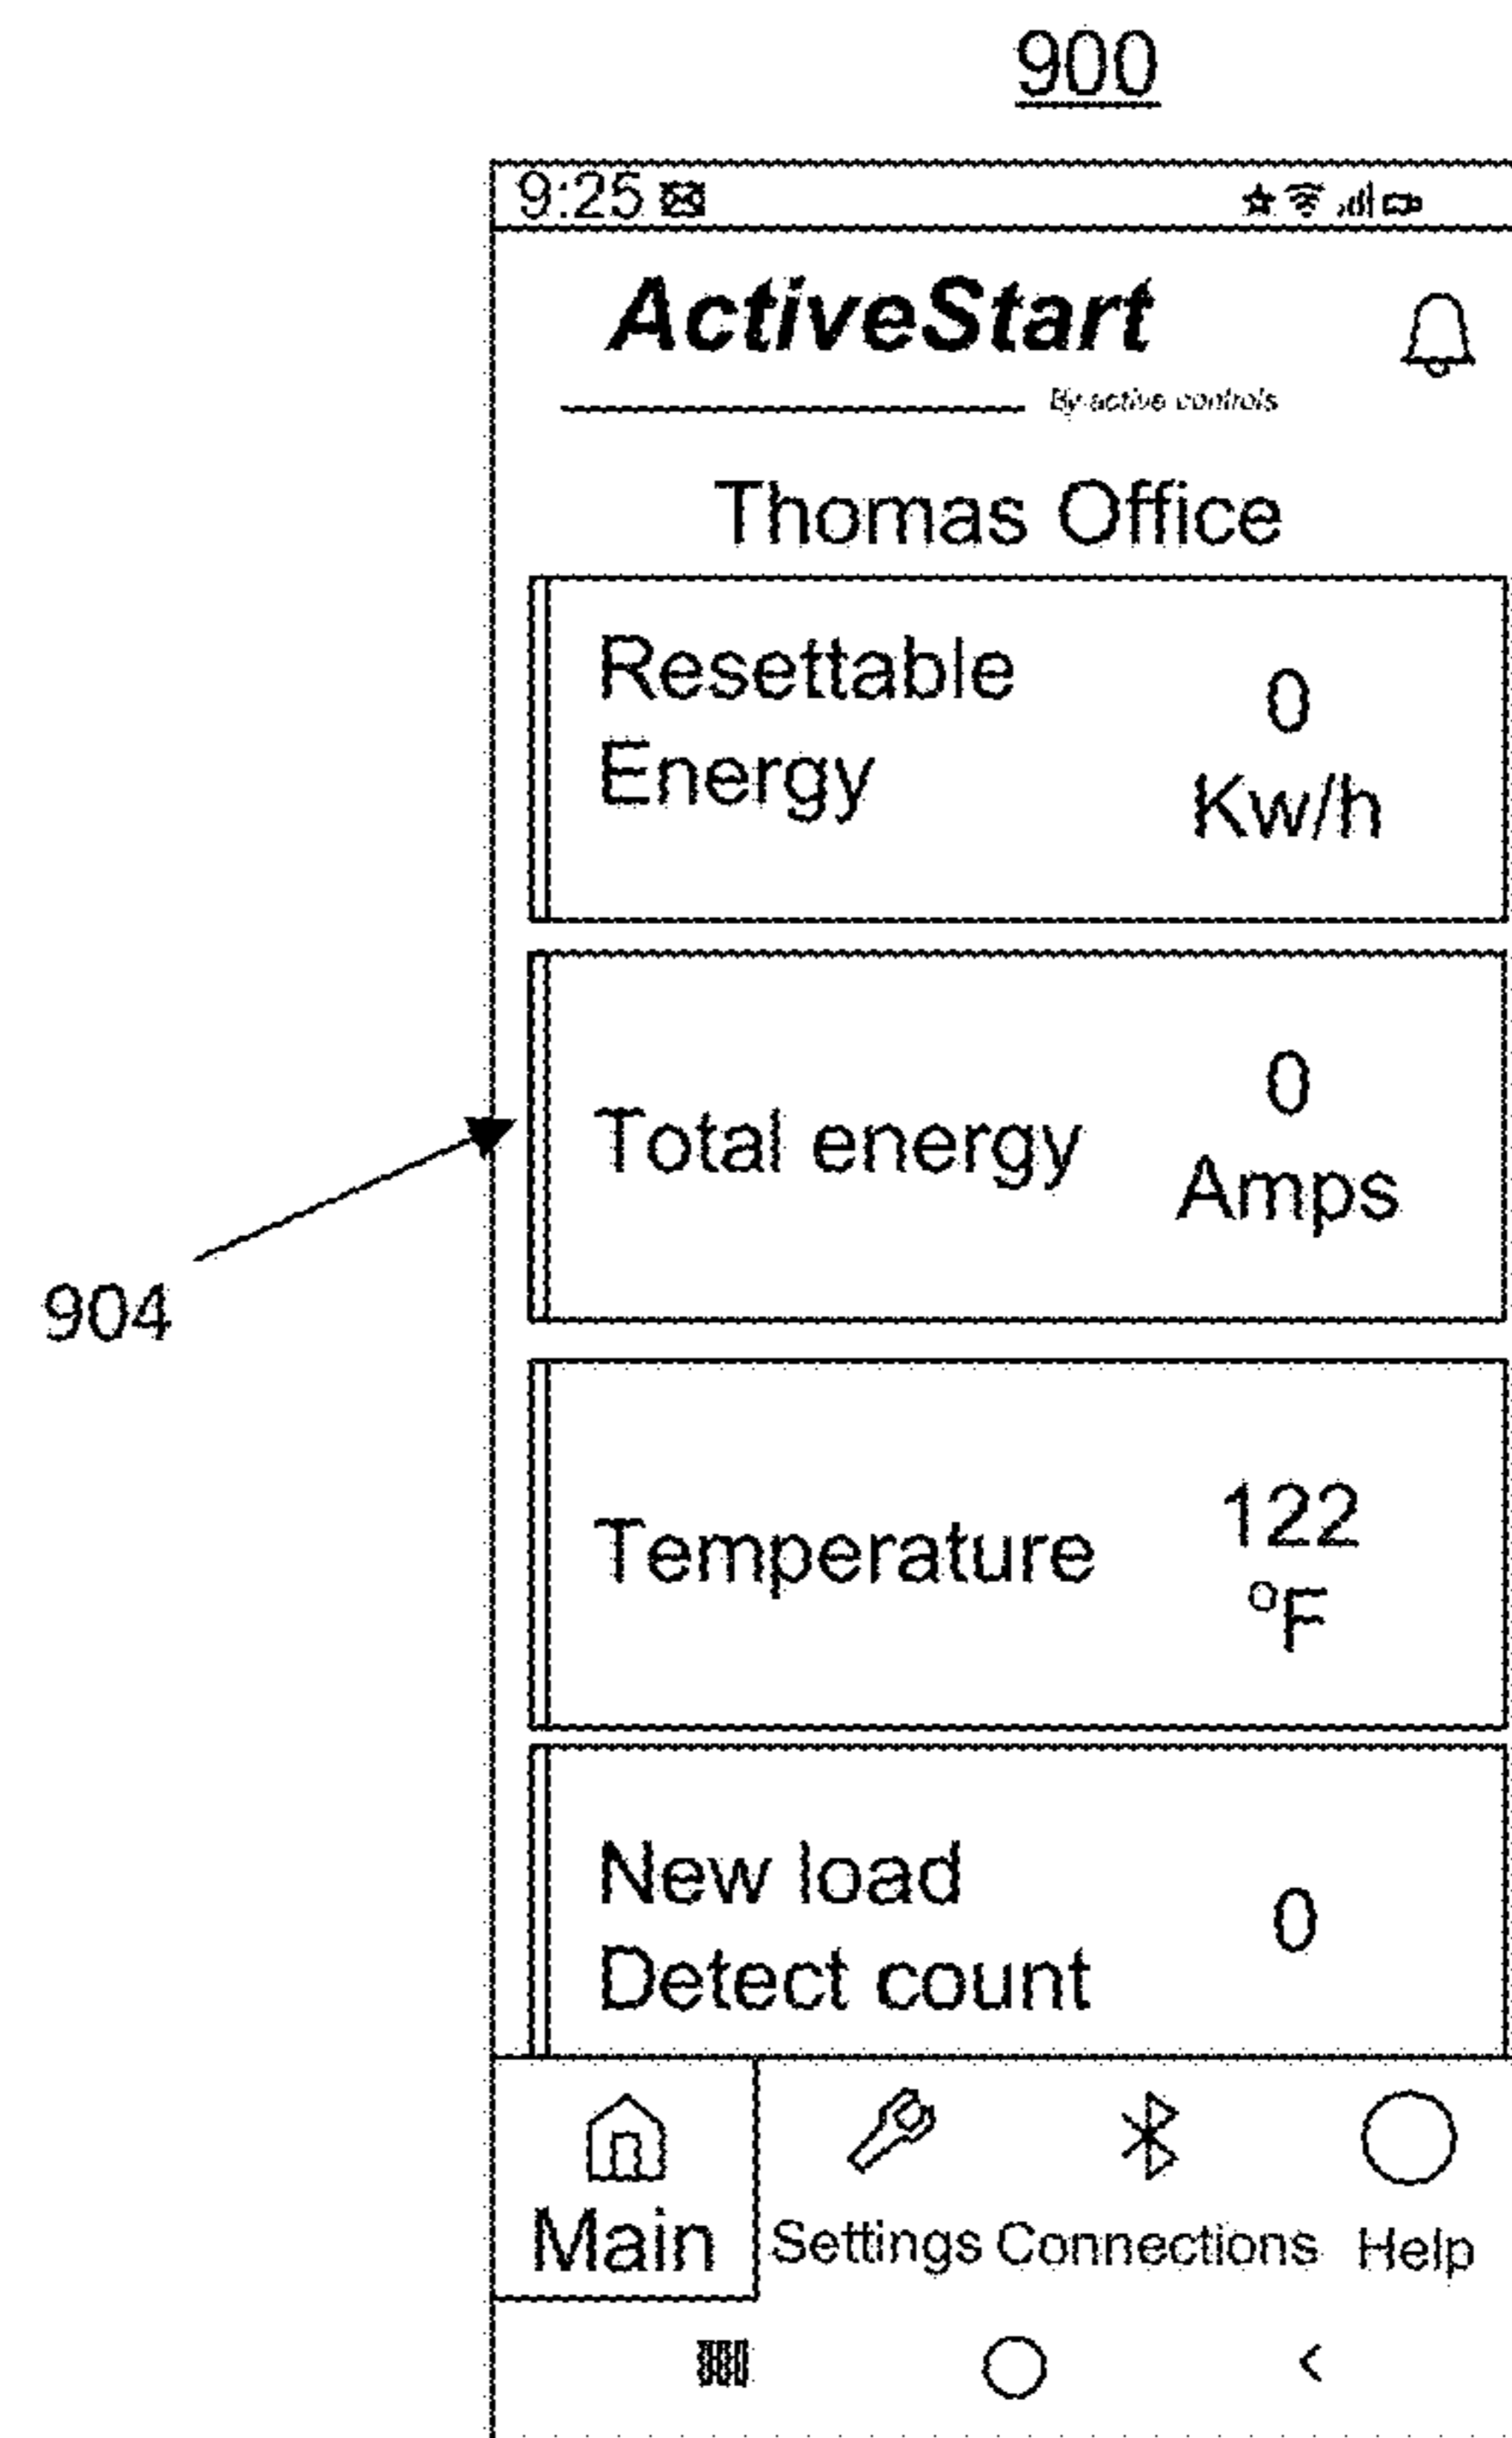 900
9:25
ActiveStart
By active controls
Thomas Office
Resettable
Energy
0
Kw/h
Total energy
0
Amps
904
Temperature
122
°F
New load
Detect count
0
Main
Settings
Connections
Help